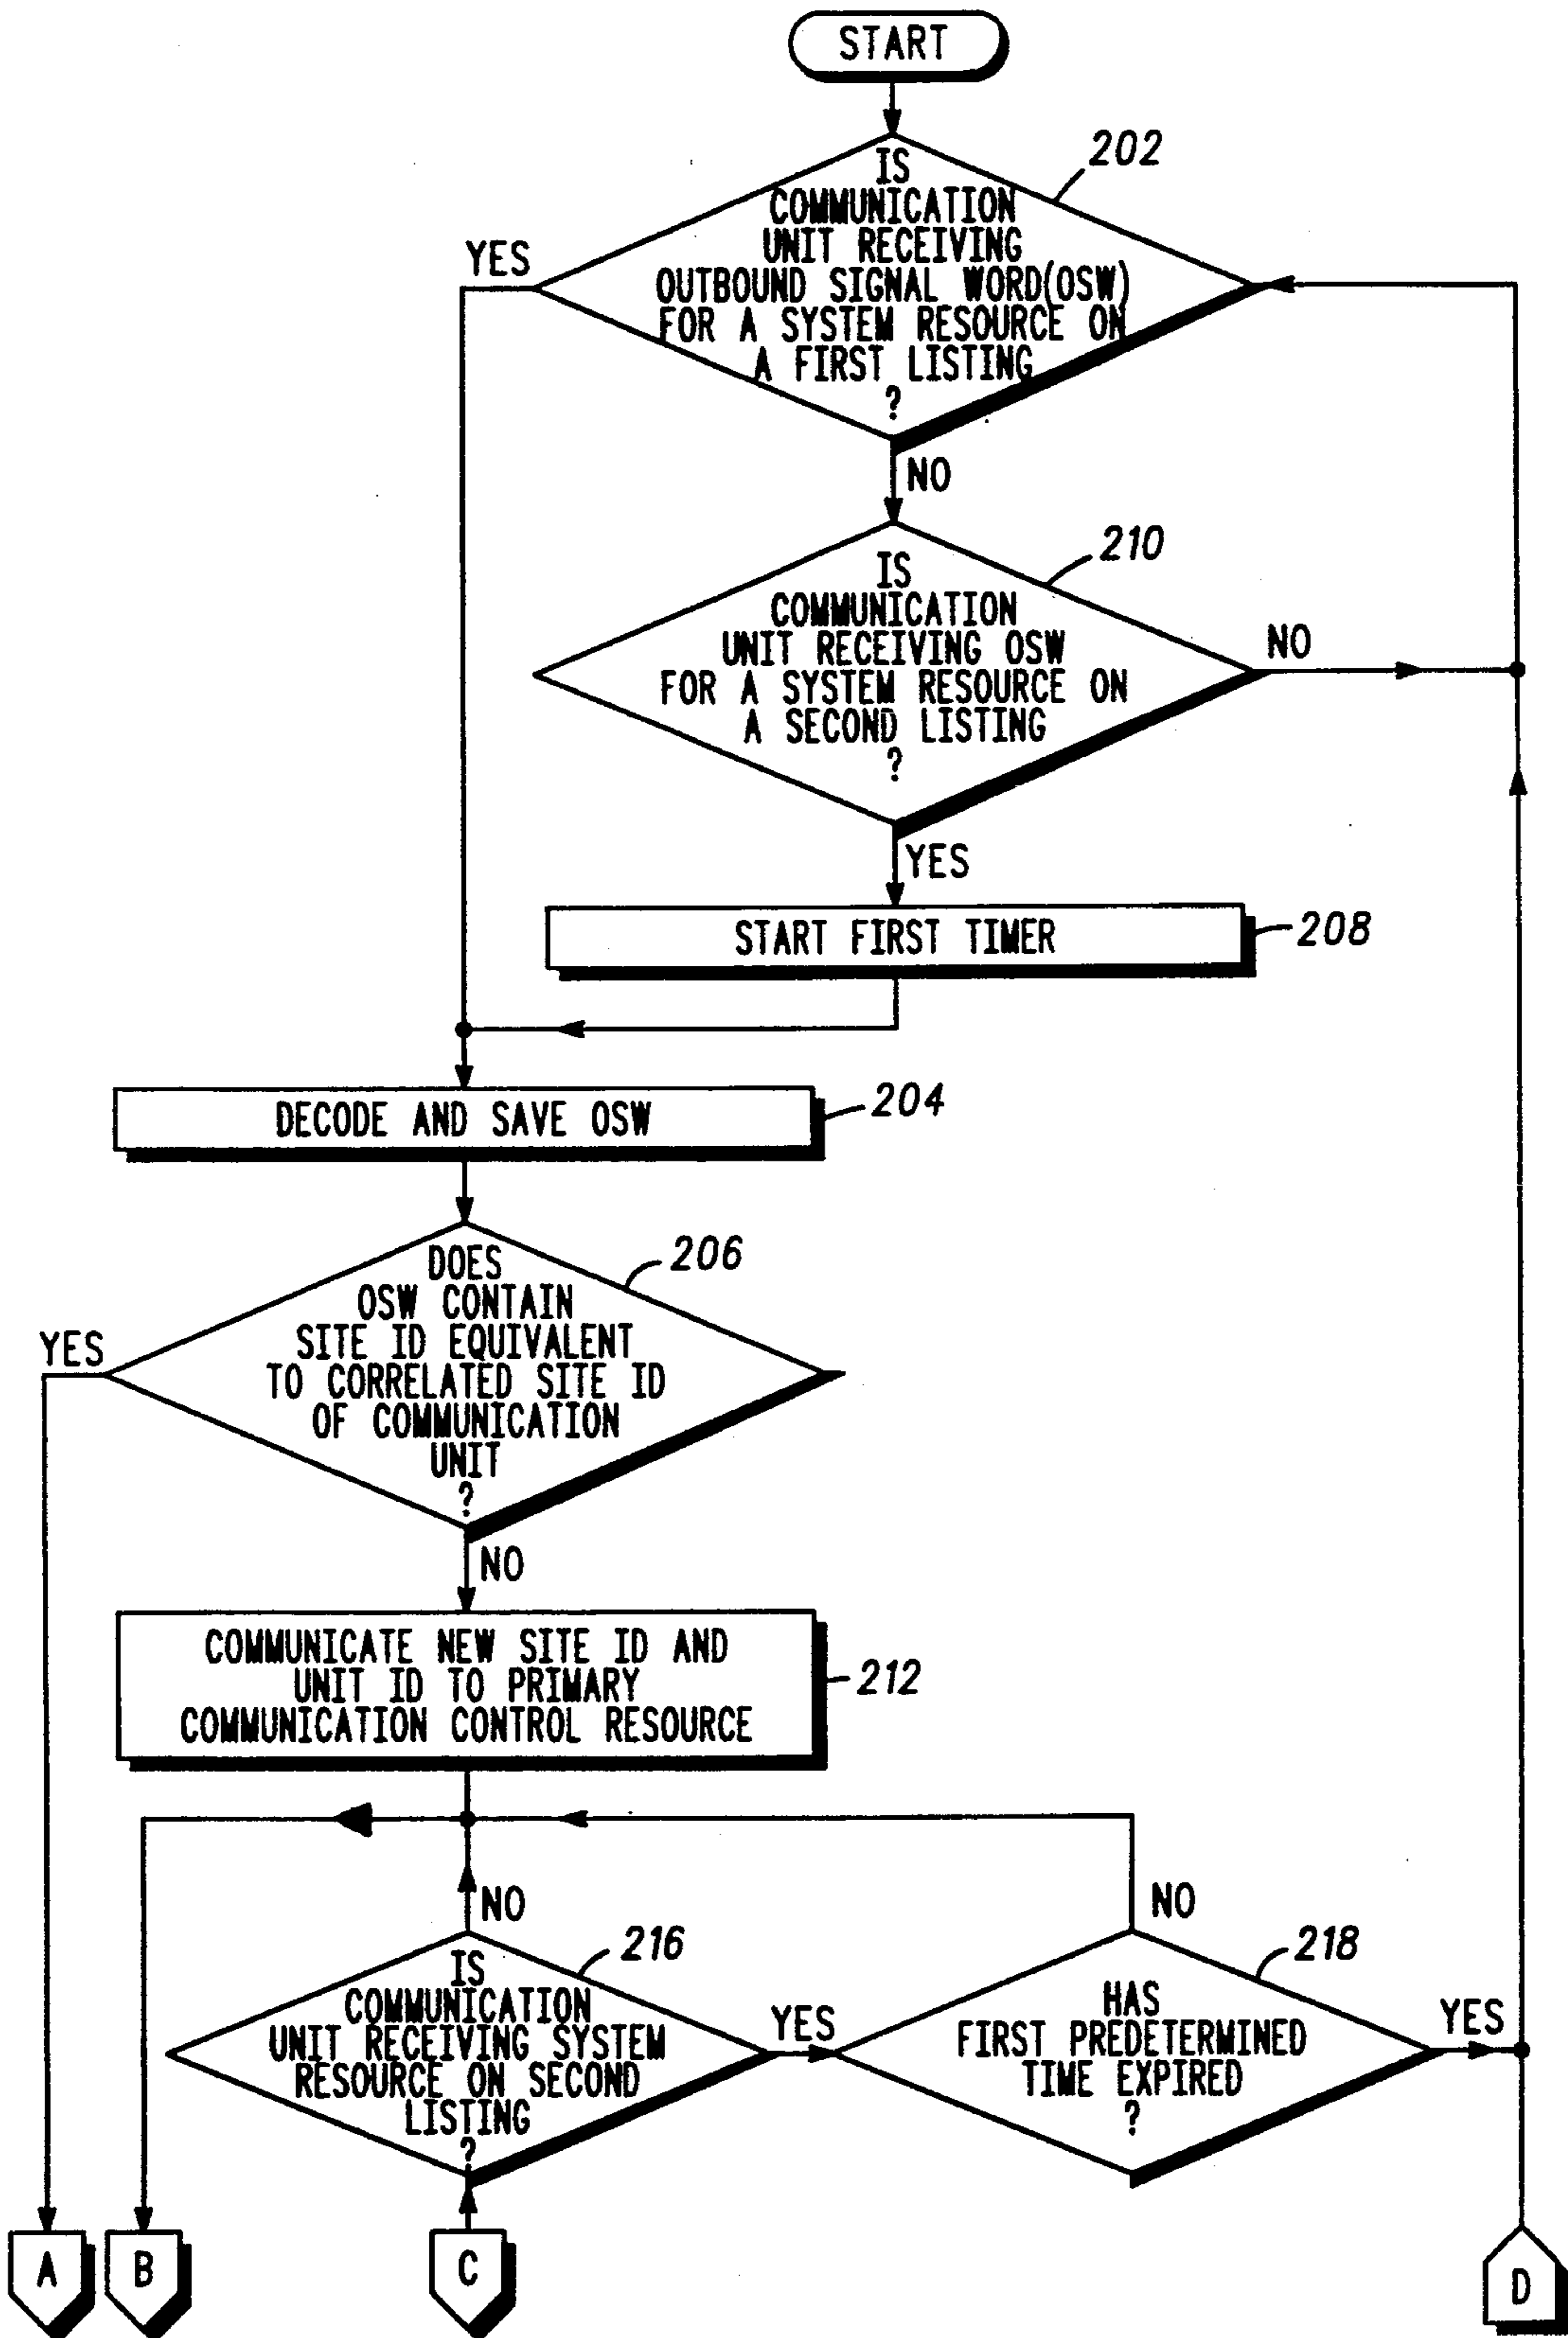 START
202
IS
COMMUNICATION
UNIT RECEIVING
OUTBOUND SIGNAL WORD(OSW)
FOR A SYSTEM RESOURCE ON
A FIRST LISTING
?
YES
NO
210
IS
COMMUNICATION
UNIT RECEIVING OSW
FOR A SYSTEM RESOURCE ON
A SECOND LISTING
?
NO
YES
START FIRST TIMER
208
DECODE AND SAVE OSW
204
206
DOES
OSW CONTAIN
SITE ID EQUIVALENT
TO CORRELATED SITE ID
OF COMMUNICATION
UNIT
?
YES
NO
COMMUNICATE NEW SITE ID AND
UNIT ID TO PRIMARY
COMMUNICATION CONTROL RESOURCE
212
NO
216
IS
COMMUNICATION
UNIT RECEIVING SYSTEM
RESOURCE ON SECOND
LISTING
?
YES
NO
218
HAS
FIRST PREDETERMINED
TIME EXPIRED
?
YES
A
B
C
D